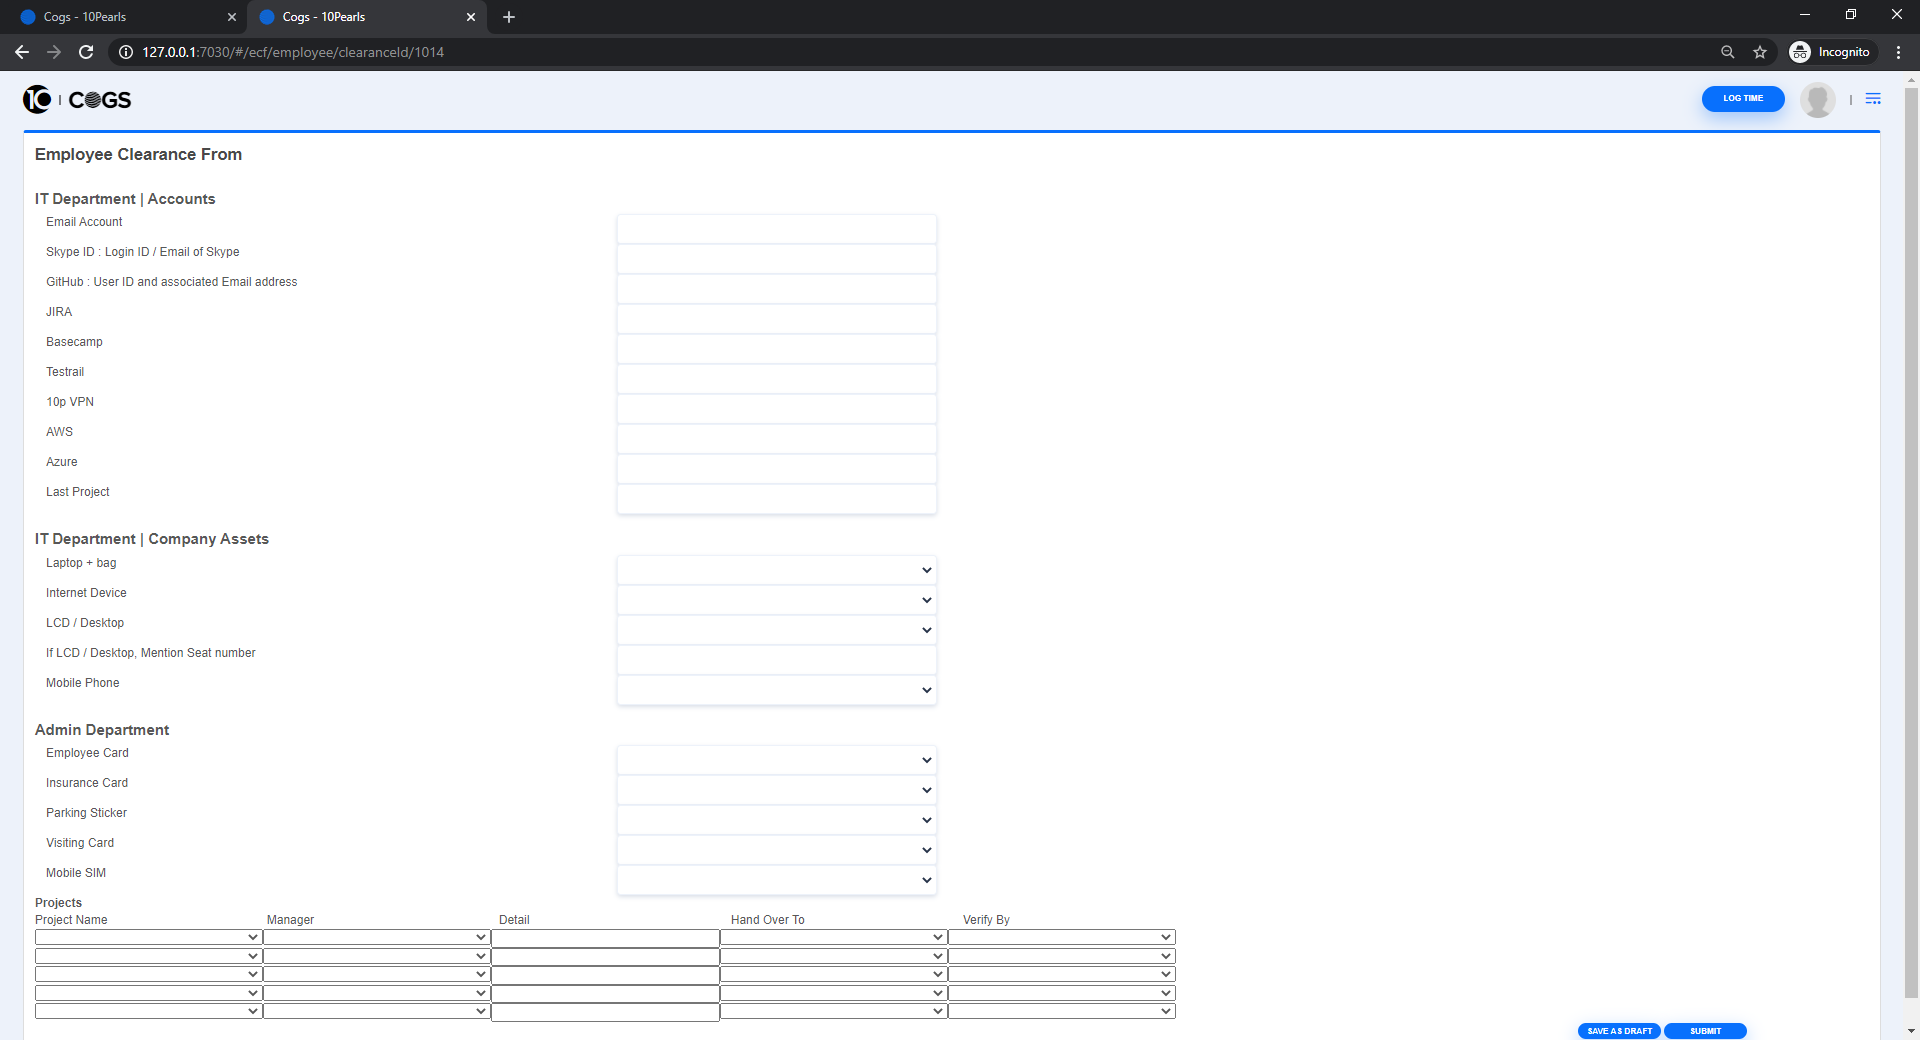 Cogs - 10Pearls
Cogs - 10Pearls
127.0.0.1:7030/#/ecf/employee/clearanceId/1014
Incognito
10 | COGS
LOG TIME
Employee Clearance From
IT Department | Accounts
Email Account
Skype ID : Login ID / Email of Skype
GitHub : User ID and associated Email address
JIRA
Basecamp
Testrail
10p VPN
AWS
Azure
Last Project
IT Department | Company Assets
Laptop + bag
Internet Device
LCD / Desktop
If LCD / Desktop, Mention Seat number
Mobile Phone
Admin Department
Employee Card
Insurance Card
Parking Sticker
Visiting Card
Mobile SIM
Projects
Project Name Manager Detail Hand Over To Verify By
SAVE AS DRAFT SUBMIT